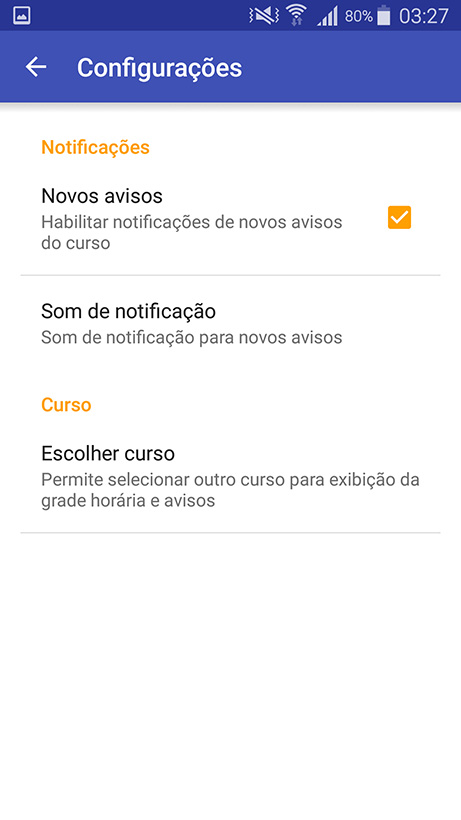 80% 03:27
Configurações
Notificações
Novos avisos
Habilitar notificações de novos avisos
do curso
Som de notificação
Som de notificação para novos avisos
Curso
Escolher curso
Permite selecionar outro curso para exibição da
grade horária e avisos